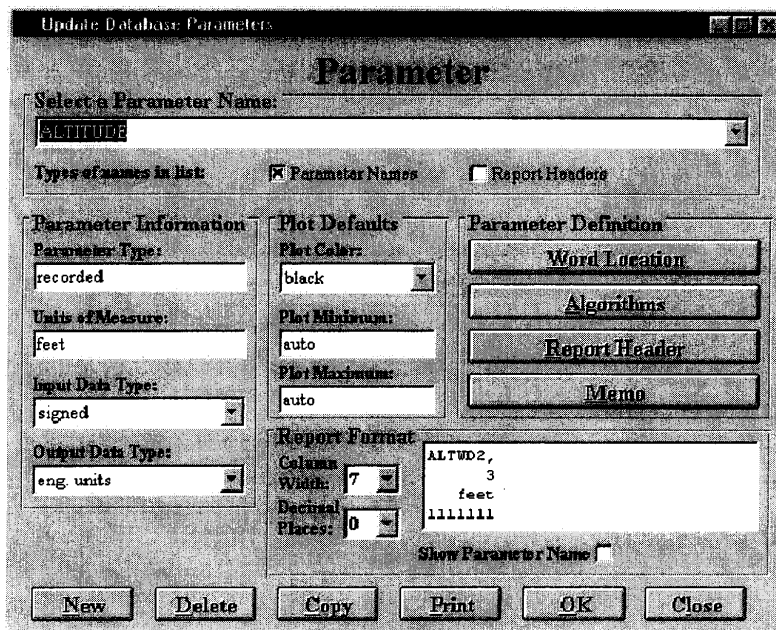 Update Database Parameters
Parameter
Select a Parameter Name:
ALTITUDE
Types of names in list:
Parameter Names
Report Headers
Parameter Information
Parameter Type:
recorded
Units of Measure:
feet
Input Data Type:
signed
Output Data Type:
eng. units
Plot Defaults
Plot Color:
black
Plot Minimum:
auto
Plot Maximum:
auto
Parameter Definition
Word Location
Algorithms
Report Header
Memo
Report Format
Column
Width: 7
Decimal
Places: 0
ALTWD2,
3
feet
1111111
Show Parameter Name
New Delete Copy Print OK Close